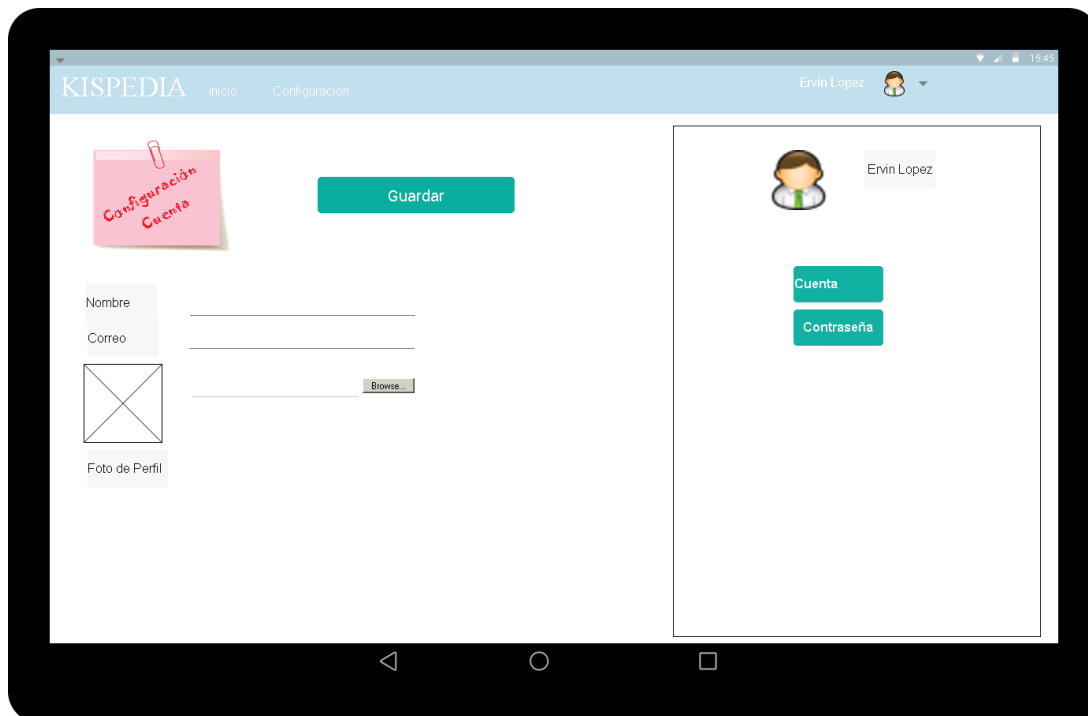 15:45
KISPEDIA Inicio Configuración Ervin Lopez
Configuración
Cuenta
Guardar
Ervin Lopez
Cuenta
Contraseña
Nombre
Correo
Browse...
Foto de Perfil